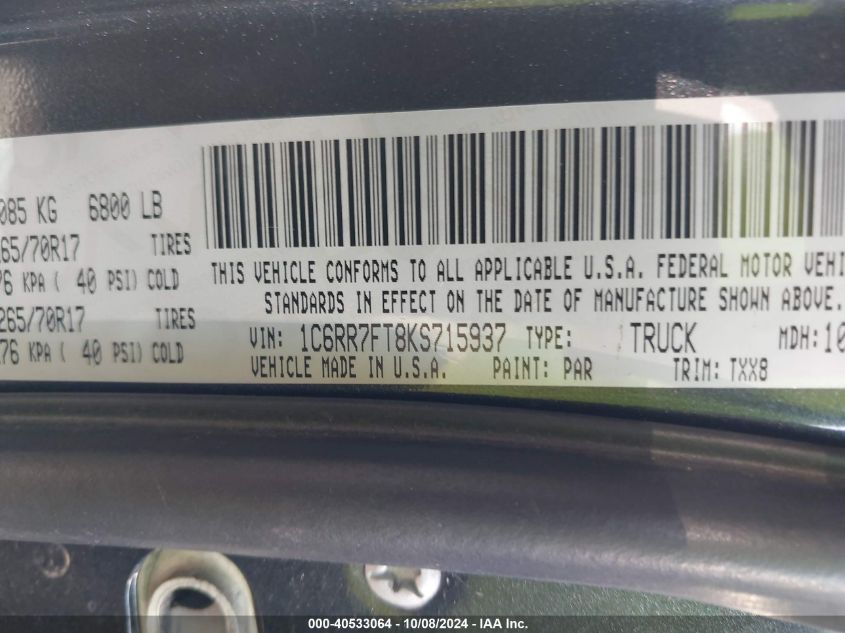 085 KG 6800 LB
65/70R17 TIRES
76 KPA ( 40 PSI) COLD
265/70R17 TIRES
276 KPA ( 40 PSI) COLD
THIS VEHICLE CONFORMS TO ALL APPLICABLE U.S.A. FEDERAL MOTOR VEHI
STANDARDS IN EFFECT ON THE DATE OF MANUFACTURE SHOWN ABOVE.
VIN: 1C6RR7FT8KS715937 TYPE: TRUCK MDH: 10
VEHICLE MADE IN U.S.A. PAINT: PAR TRIM: TXX8
000-40533064 - 10/08/2024 - IAA Inc.